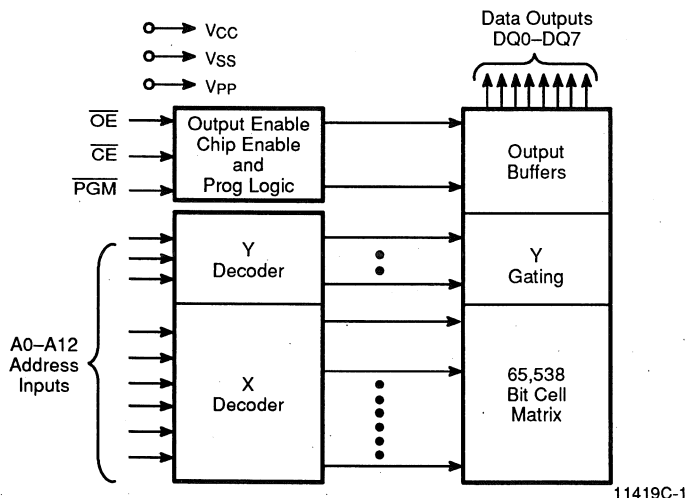 Data Outputs
DQ0–DQ7
VCC
VSS
VPP
OE
CE
PGM
Output Enable
Chip Enable
and
Prog Logic
Output
Buffers
Y
Decoder
Y
Gating
A0–A12
Address
Inputs
X
Decoder
65,538
Bit Cell
Matrix
11419C-1